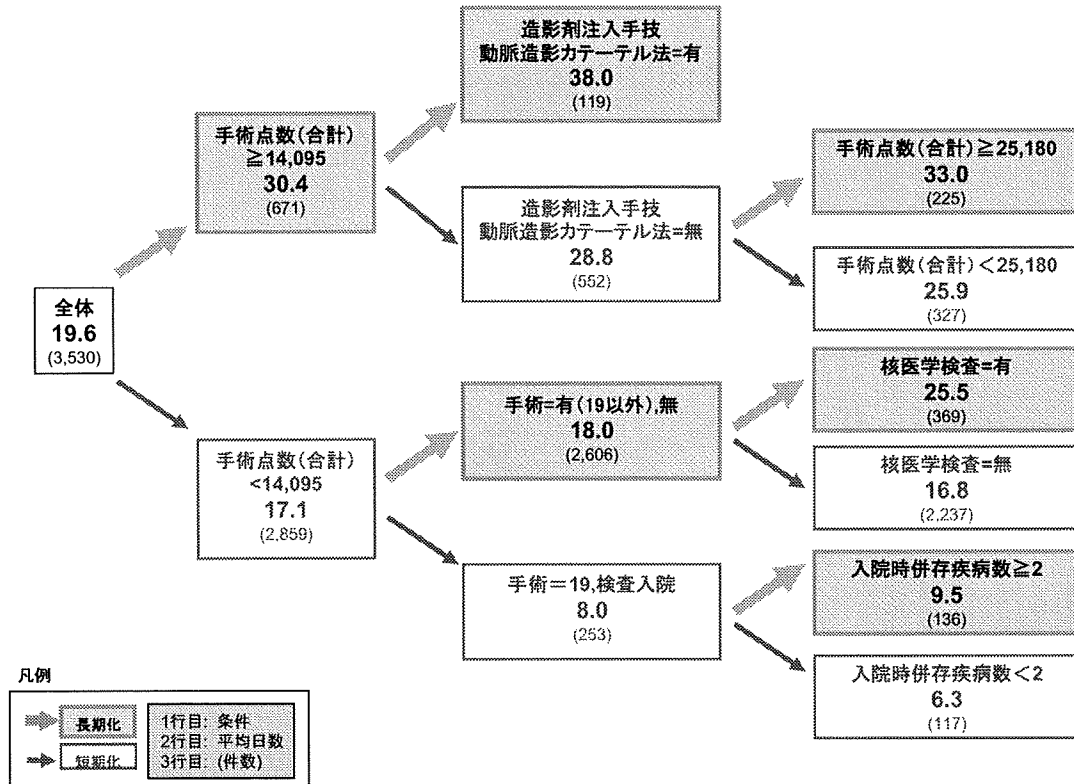 造影剤注入手技
動脈造影カテーテル法=有
38.0
(119)
手術点数(合計)
≧14,095
30.4
(671)
手術点数(合計)≧25,180
33.0
(225)
造影剤注入手技
動脈造影カテーテル法=無
28.8
(552)
手術点数(合計)<25,180
25.9
(327)
全体
19.6
(3,530)
核医学検査=有
25.5
(369)
手術=有(19以外),無
18.0
(2,606)
手術点数(合計)
<14,095
17.1
(2,859)
核医学検査=無
16.8
(2,237)
手術=19,検査入院
8.0
(253)
入院時併存疾病数≧2
9.5
(136)
入院時併存疾病数<2
6.3
(117)
凡例
長期化
短期化
1行目: 条件
2行目: 平均日数
3行目: (件数)